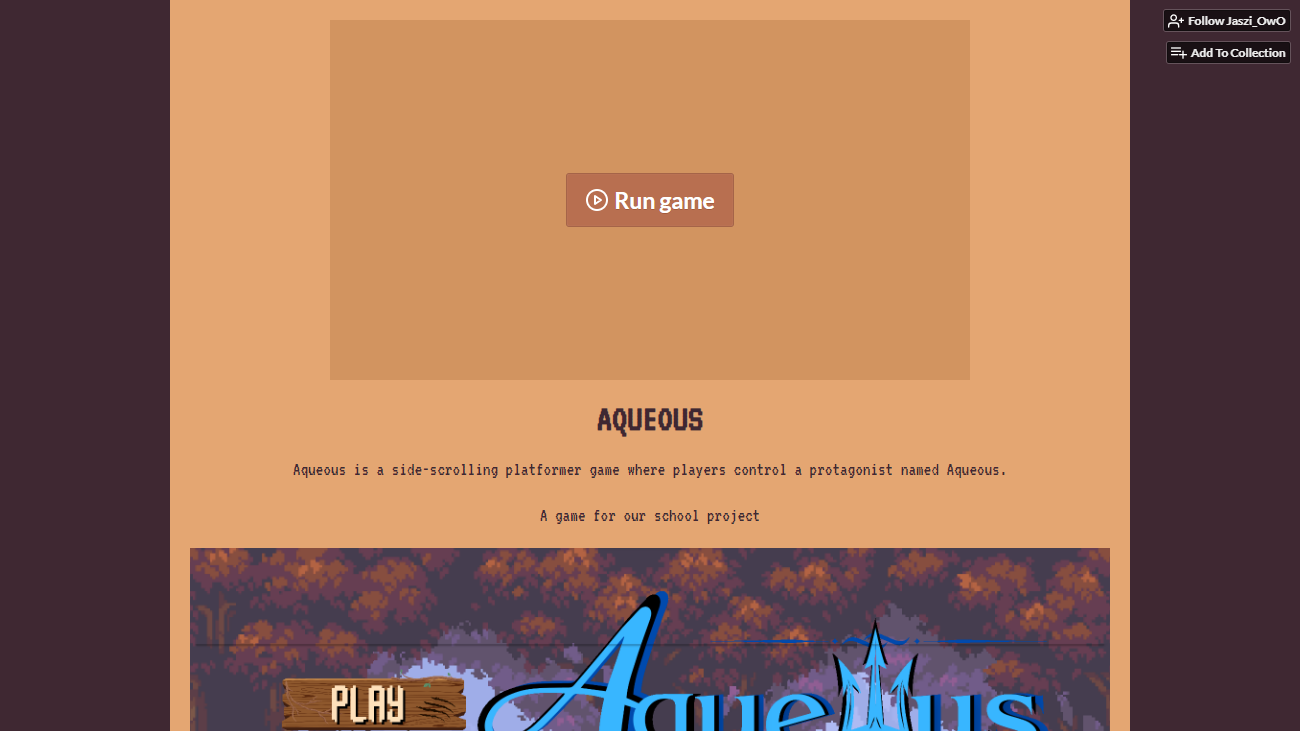 Follow Jaszi_OwO
Add To Collection
Run game
AQUEOUS
Aqueous is a side-scrolling platformer game where players control a protagonist named Aqueous.
A game for our school project
PLAY
Aqueous